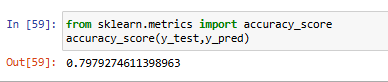 In [59]: from sklearn.metrics import accuracy_score
accuracy_score(y_test,y_pred)
Out[59]: 0.7979274611398963